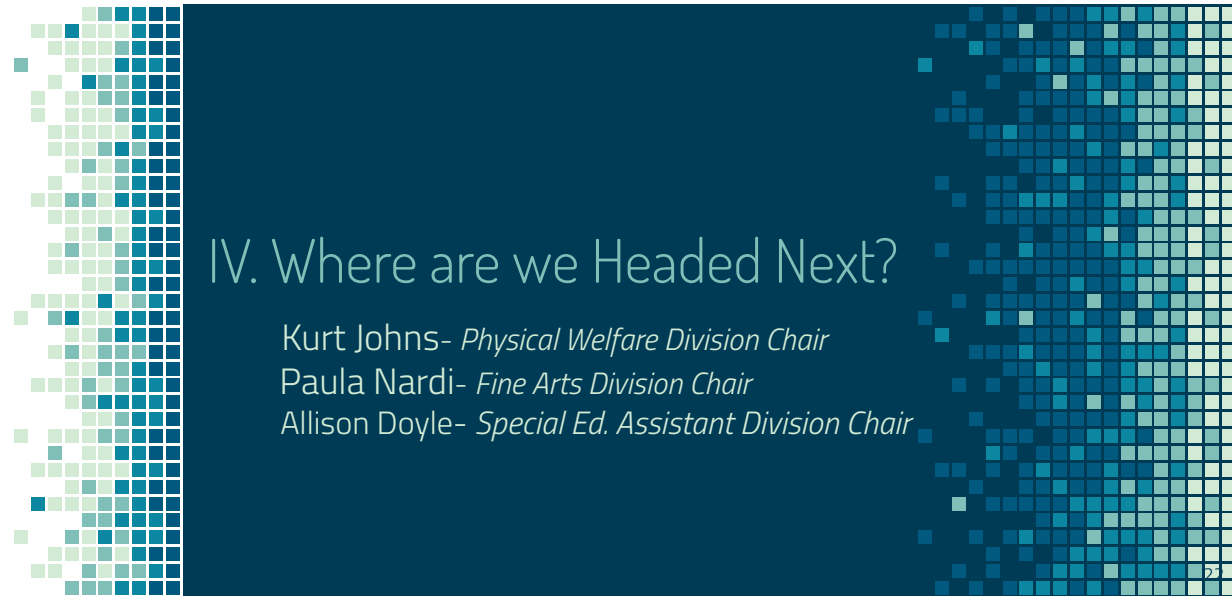 IV. Where are we Headed Next?
Kurt Johns- Physical Welfare Division Chair
Paula Nardi- Fine Arts Division Chair
Allison Doyle- Special Ed. Assistant Division Chair
22